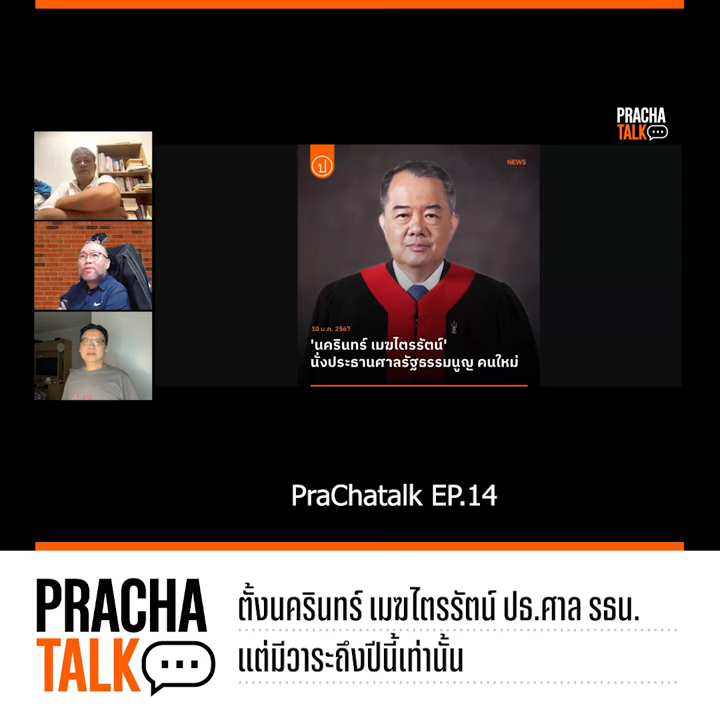 PRACHA
TALK
ป
NEWS
10 ม.ค. 2567
'นครินทร์ เมฆไตรรัตน์'
นั่งประธานศาลรัฐธรรมนูญ คนใหม่
PraChatalk EP.14
PRACHA
TALK
ตั้งนครินทร์ เมฆไตรรัตน์ ปธ.ศาล รธน.
แต่มีวาระถึงปีนี้เท่านั้น